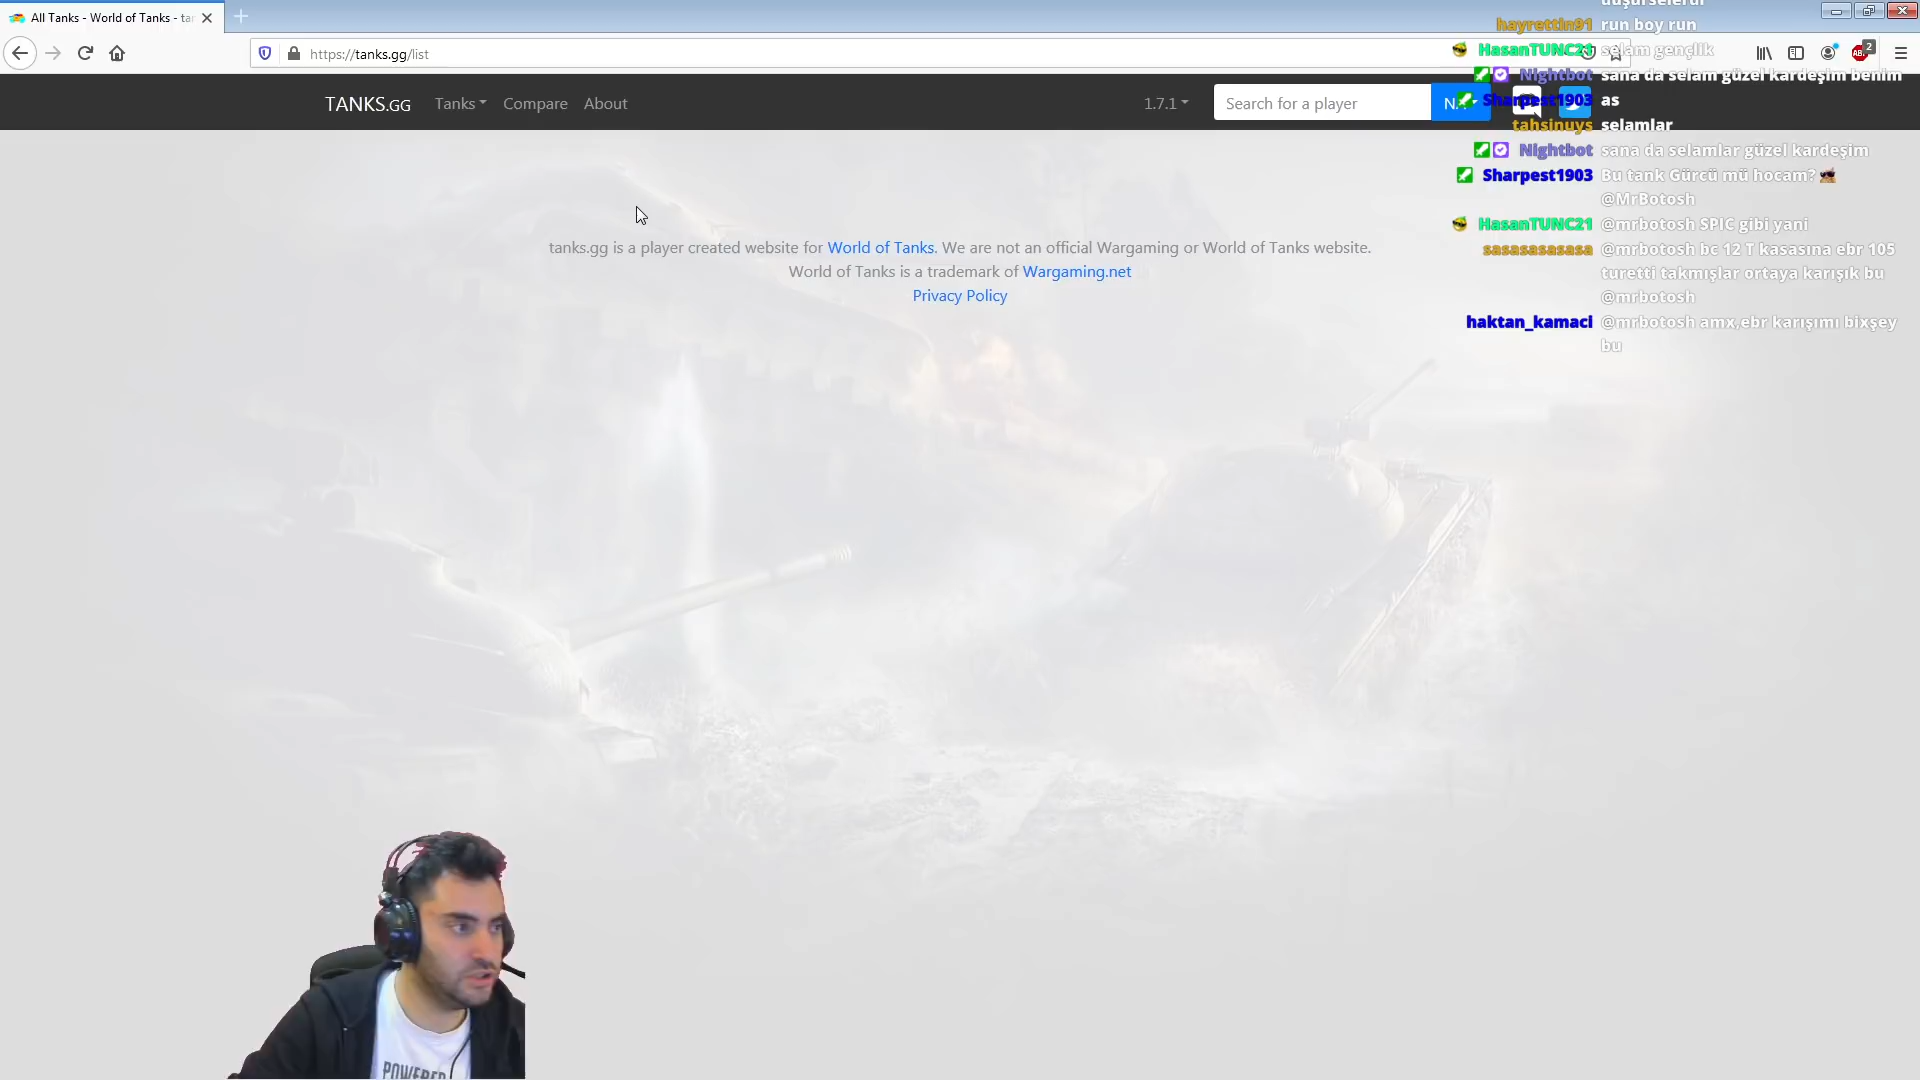 All Tanks - World of Tanks - ta
https://tanks.gg/list
2
TANKS.GG
Tanks
Compare
About
1.7.1
Search for a player
tanks.gg is a player created website for World of Tanks. We are not an official Wargaming or World of Tanks website.
World of Tanks is a trademark of Wargaming.net
Privacy Policy
hayrettin91 run boy run
HasanTUNC21 selam gençllk
Nightbot sana da selam güzel kardeşim benim
Sharpest1903 as
tahsinuys selamlar
Nightbot sana da selamlar güzel kardeşim
Sharpest1903 Bu tank Gürcü mü hocam?
@MrBotosh
HasanTUNC21 @mrbotosh SPIC gibi yani
sasasasasasa @mrbotosh bc 12 T kasasına ebr 105
turetti takmışlar ortaya karışık bu
@mrbotosh
haktan_kamaci @mrbotosh amx,ebr karışımı bixşey
bu
POWERED